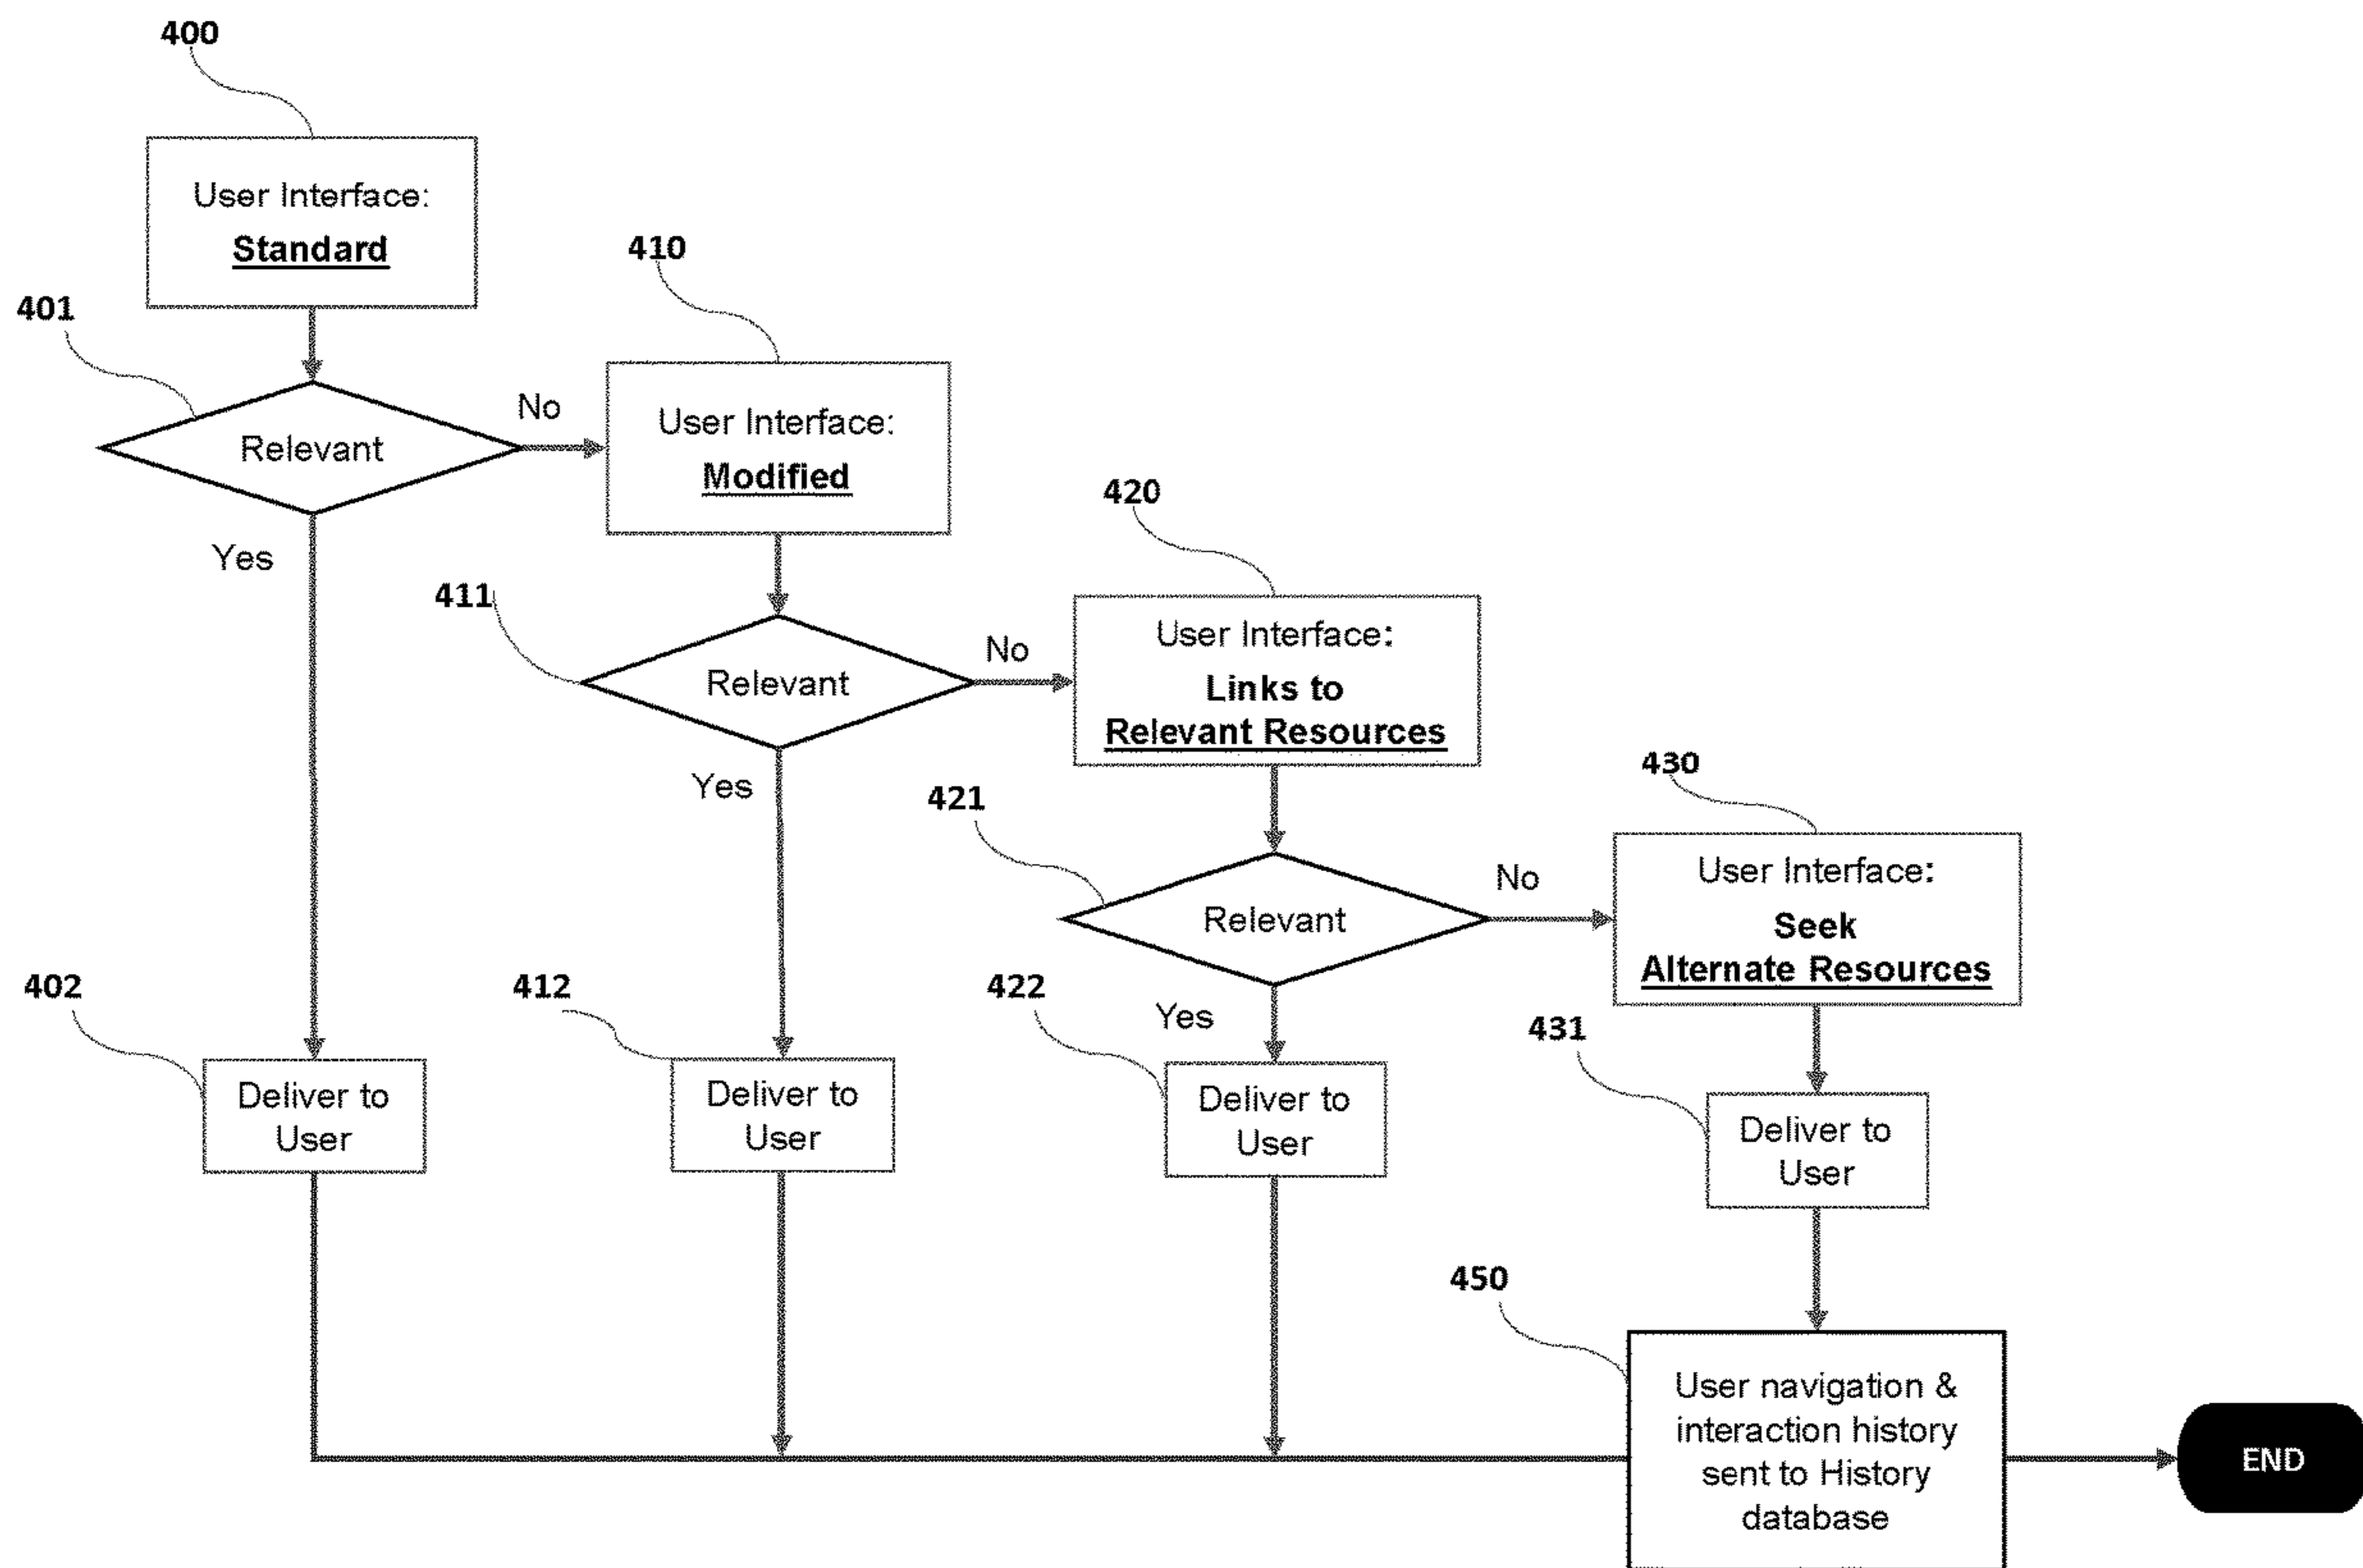 400
User Interface:
Standard
410
401
No
Relevant
User Interface:
Modified
420
Yes
411
No
User Interface:
Relevant
Links to
Relevant Resources
430
Yes
421
No
User Interface:
Relevant
Seek
Alternate Resources
402
412
422
Yes
431
Deliver to
User
Deliver to
User
Deliver to
User
Deliver to
User
450
User navigation &
interaction history
sent to History
database
END